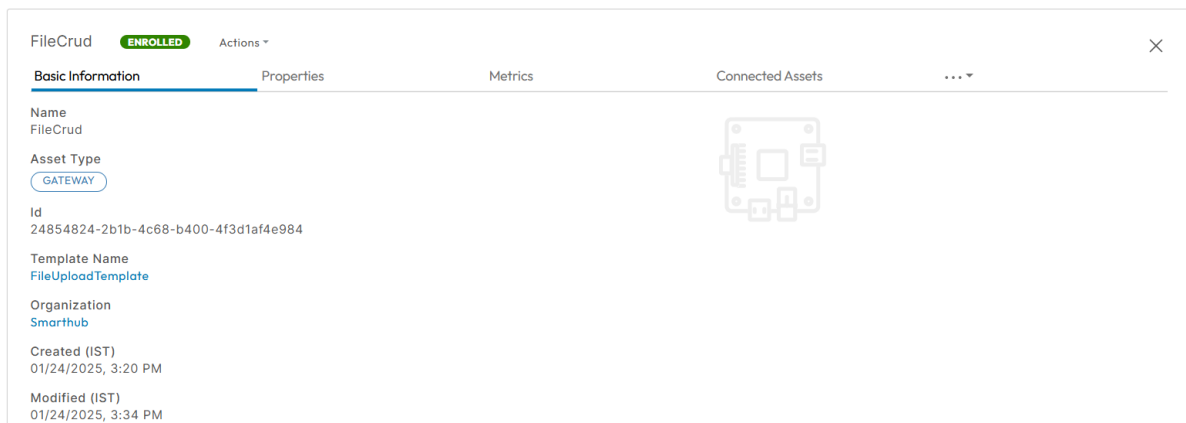 FileCrud ENROLLED Actions
Basic Information Properties Metrics Connected Assets ...
Name
FileCrud
Asset Type
GATEWAY
Id
24854824-2b1b-4c68-b400-4f3d1af4e984
Template Name
FileUploadTemplate
Organization
Smarthub
Created (IST)
01/24/2025, 3:20 PM
Modified (IST)
01/24/2025, 3:34 PM